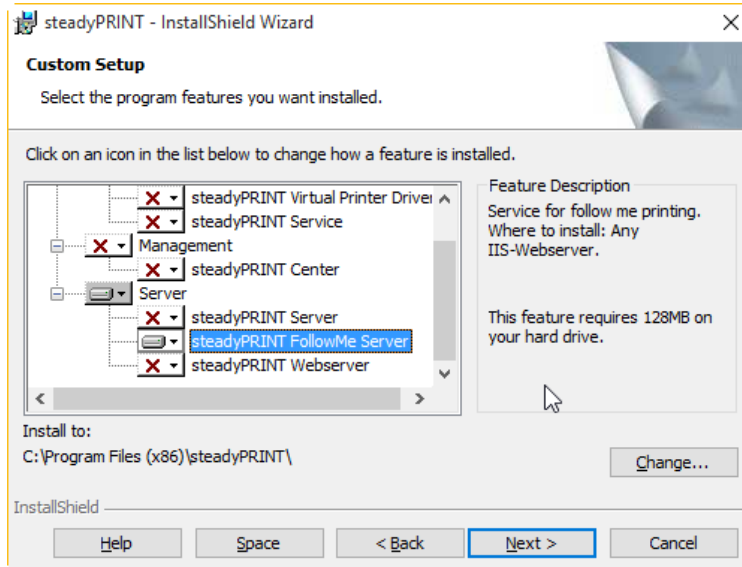 steadyPRINT - InstallShield Wizard
Custom Setup
Select the program features you want installed.
Click on an icon in the list below to change how a feature is installed.
steadyPRINT Virtual Printer Driver
steadyPRINT Service
Management
steadyPRINT Center
Server
steadyPRINT Server
steadyPRINT FollowMe Server
steadyPRINT Webserver
Feature Description
Service for follow me printing.
Where to install: Any
IIS-Webserver.
This feature requires 128MB on
your hard drive.
Install to:
C:\Program Files (x86)\steadyPRINT\
Change...
InstallShield
Help
Space
< Back
Next >
Cancel